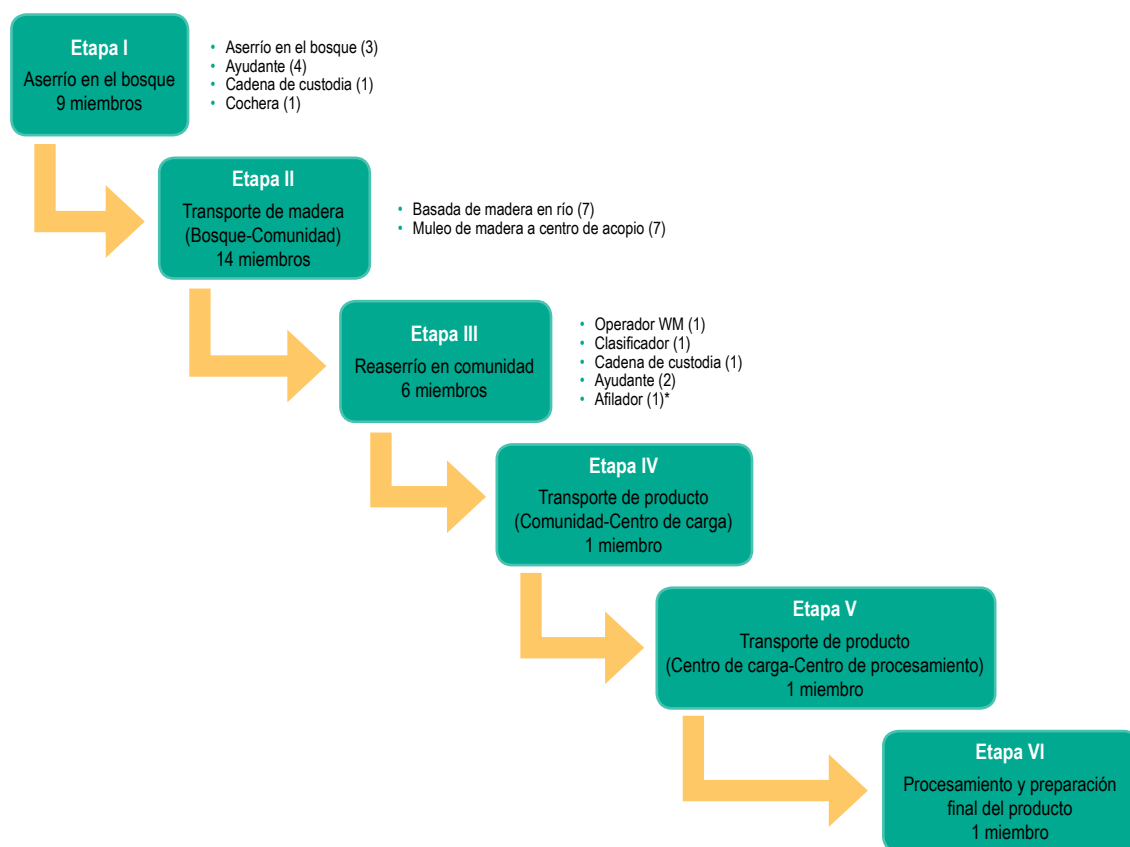 Etapa I
Aserrío en el bosque
9 miembros
• Aserrío en el bosque (3)
• Ayudante (4)
• Cadena de custodia (1)
• Cochera (1)
Etapa II
Transporte de madera
(Bosque-Comunidad)
14 miembros
• Basada de madera en río (7)
• Muleo de madera a centro de acopio (7)
Etapa III
Reaserrío en comunidad
6 miembros
• Operador WM (1)
• Clasificador (1)
• Cadena de custodia (1)
• Ayudante (2)
• Afilador (1)*
Etapa IV
Transporte de producto
(Comunidad-Centro de carga)
1 miembro
Etapa V
Transporte de producto
(Centro de carga-Centro de procesamiento)
1 miembro
Etapa VI
Procesamiento y preparación
final del producto
1 miembro